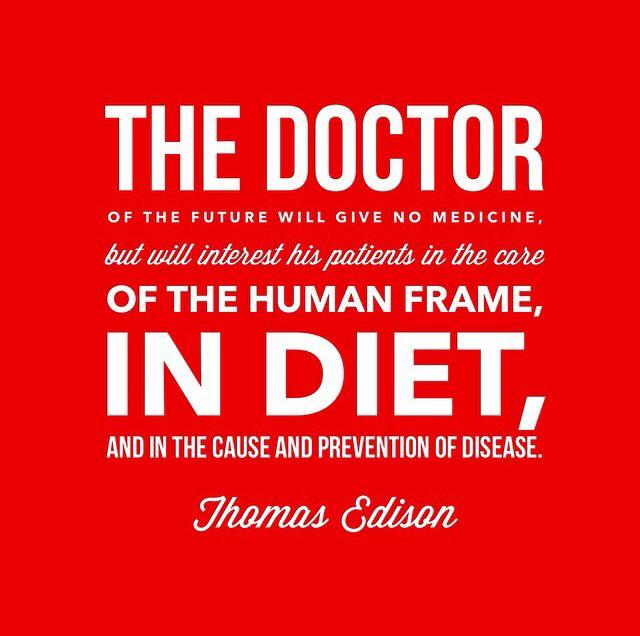 THE DOCTOR
OF THE FUTURE WILL GIVE NO MEDICINE,
but will interest his patients in the care
OF THE HUMAN FRAME,
IN DIET,
AND IN THE CAUSE AND PREVENTION OF DISEASE.
Thomas Edison